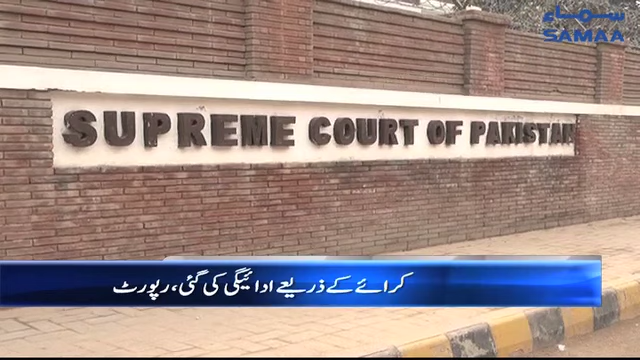 سماء
SAMAA
SUPREME COURT OF PAKISTAN
کرائے کے ذریعے ادائیگی کی گئی، رپورٹ